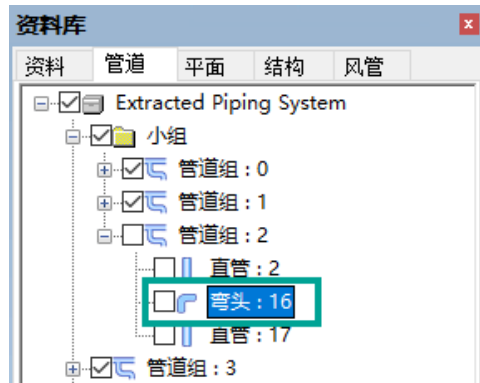 资料库
资料 管道 平面 结构 风管
Extracted Piping System
小组
管道组 : 0
管道组 : 1
管道组 : 2
直管 : 2
弯头 : 16
直管 : 17
管道组 : 3